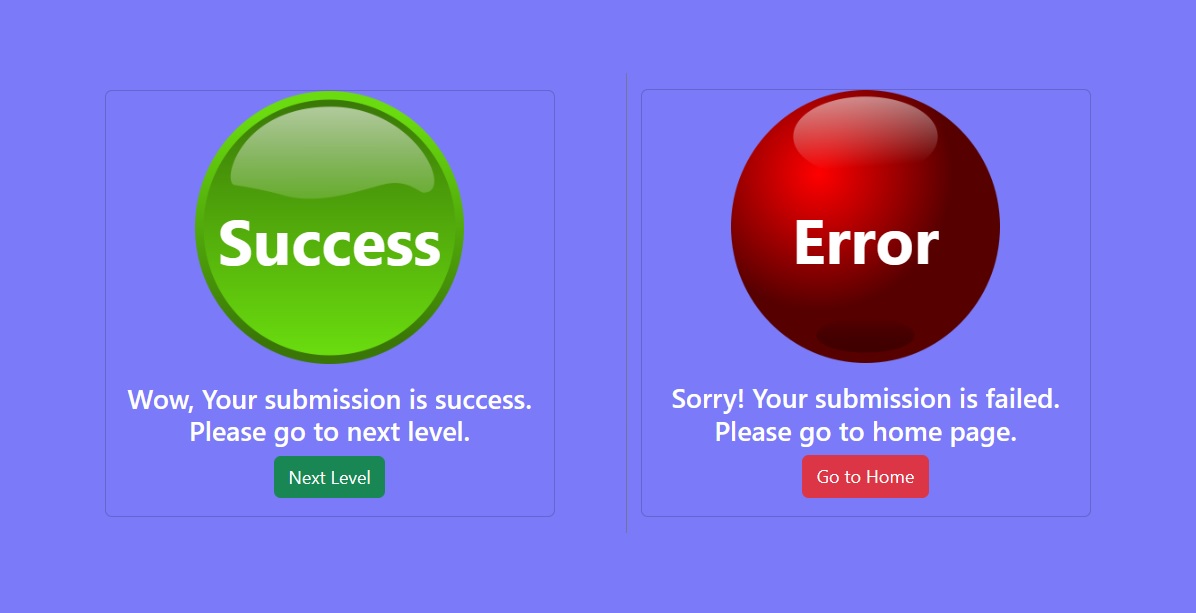 Success
Wow, Your submission is success.
Please go to next level.
Next Level
Error
Sorry! Your submission is failed.
Please go to home page.
Go to Home